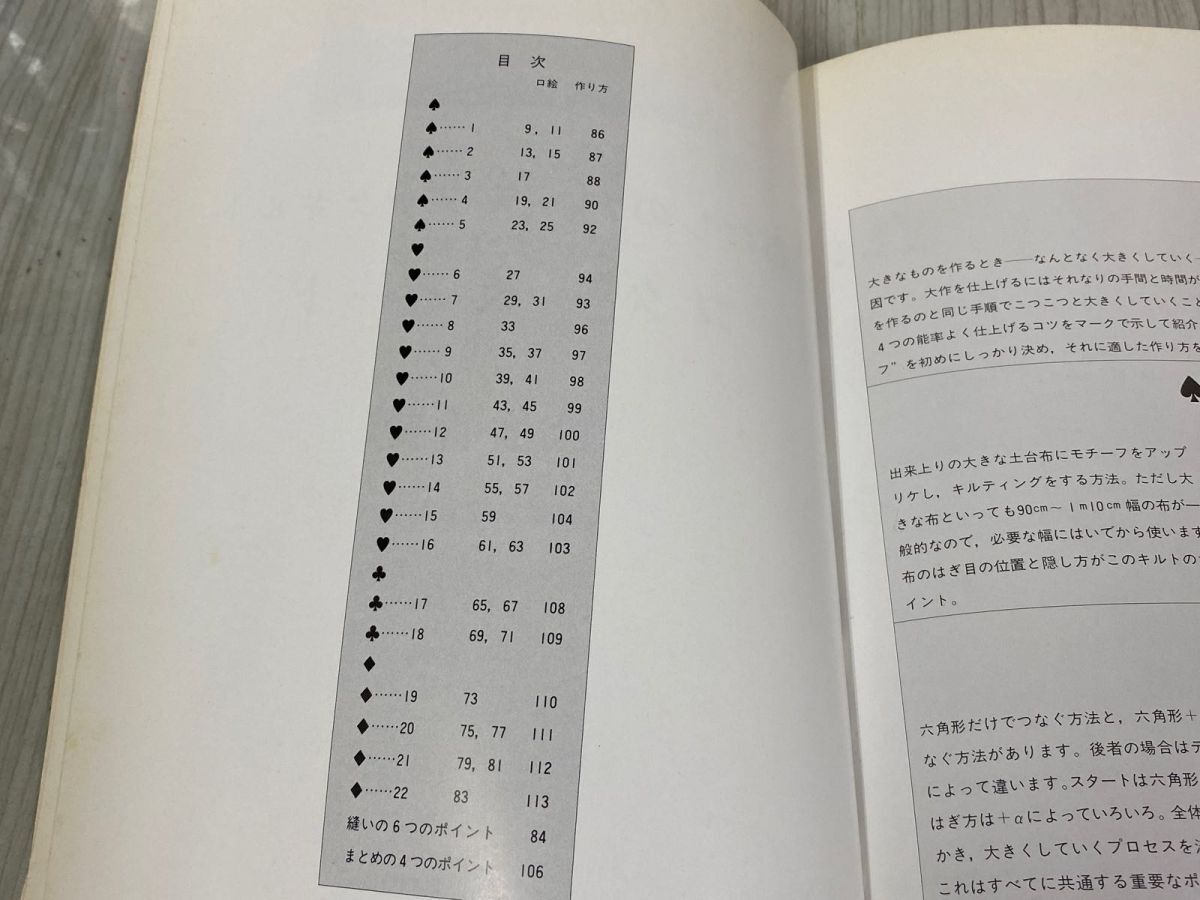 目 次
口絵 作り方
♠
♠……1 9, 11 86
♠……2 13, 15 87
♠……3 17 88
♠……4 19, 21 90
♠……5 23, 25 92
♥
♥……6 27 94
♥……7 29, 31 93
♥……8 33 96
♥……9 35, 37 97
♥……10 39, 41 98
♥……11 43, 45 99
♥……12 47, 49 100
♥……13 51, 53 101
♥……14 55, 57 102
♥……15 59 104
♥……16 61, 63 103
♣
♣……17 65, 67 108
♣……18 69, 71 109
♦
♦……19 73 110
♦……20 75, 77 111
♦……21 79, 81 112
♦……22 83 113
縫いの6つのポイント 84
まとめの4つのポイント 106
大きなものを作るとき――なんとなく大きくしていく
因です。大作を仕上げるにはそれなりの手間と時間が
を作るのと同じ手順でこつこつと大きくしていくこと
4つの能率よく仕上げるコツをマークで示して紹介
フ”を初めにしっかり決め，それに適した作り方を
♠
出来上りの大きな土台布にモチーフをアップ
リケし，キルティングをする方法。ただし大
きな布といっても90cm～1m10cm幅の布が一
般的なので，必要な幅にはいでから使います
布のはぎ目の位置と隠し方がこのキルトの
イント。
六角形だけでつなぐ方法と，六角形＋
なぐ方法があります。後者の場合はデ
によって違います。スタートは六角形
はぎ方は＋αによっていろいろ。全体
かき，大きくしていくプロセスを
これはすべてに共通する重要なポ